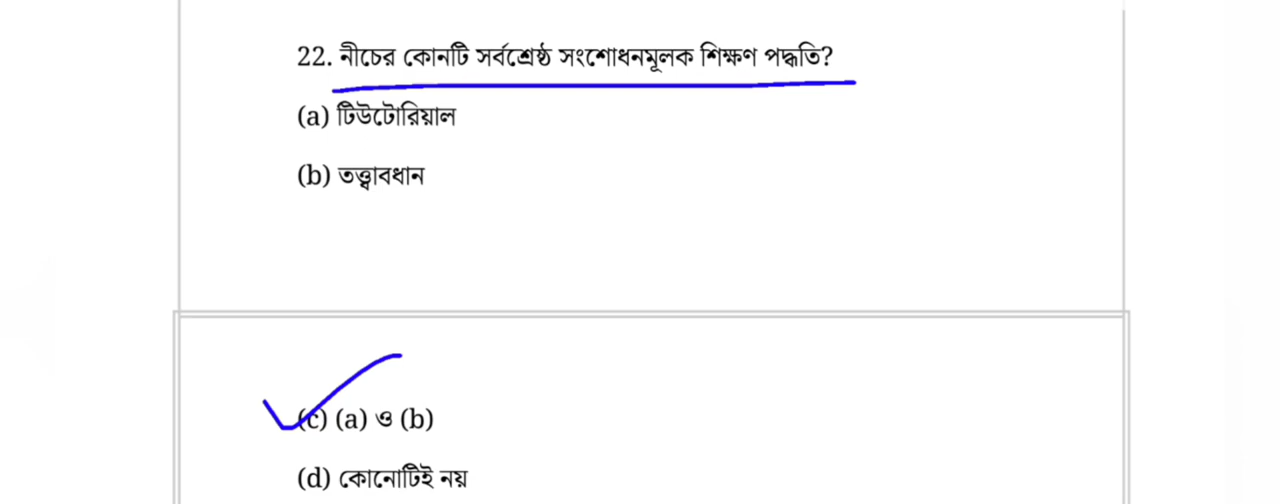 22. নীচের কোনটি সর্বশ্রেষ্ঠ সংশোধনমূলক শিক্ষণ পদ্ধতি?
(a) টিউটোরিয়াল
(b) তত্ত্বাবধান
(c) (a) ও (b)
(d) কোনোটিই নয়